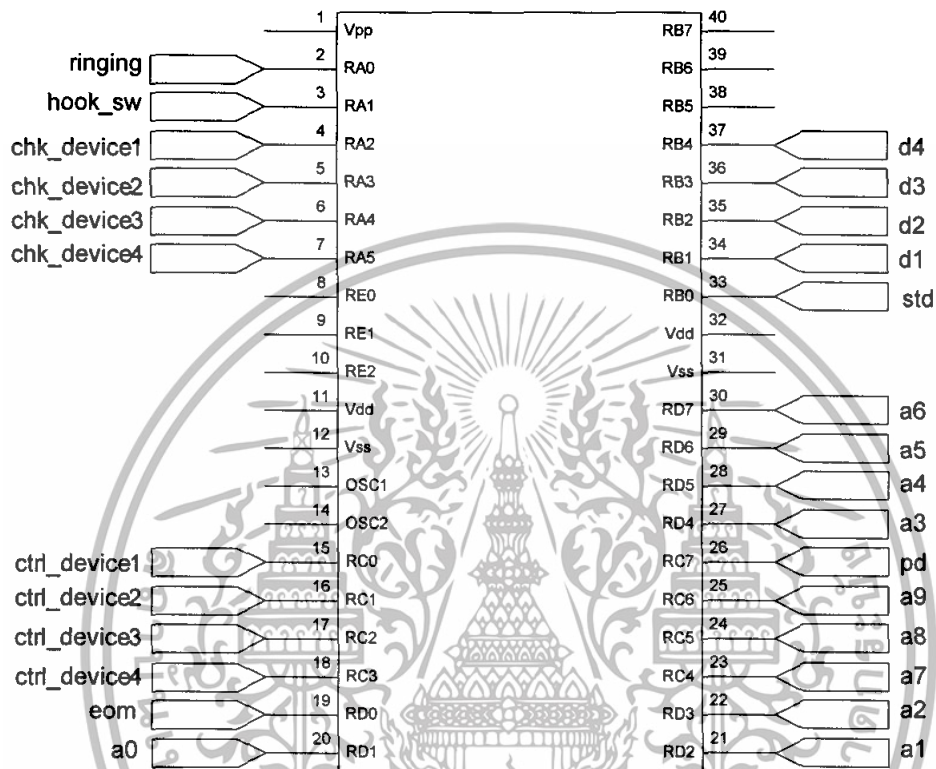 1 Vpp RB7 40
ringing 2 RA0 RB6 39
hook_sw 3 RA1 RB5 38
chk_device1 4 RA2 RB4 37 d4
chk_device2 5 RA3 RB3 36 d3
chk_device3 6 RA4 RB2 35 d2
chk_device4 7 RA5 RB1 34 d1
8 RE0 RB0 33 std
9 RE1 Vdd 32
10 RE2 Vss 31
11 Vdd RD7 30 a6
12 Vss RD6 29 a5
13 OSC1 RD5 28 a4
14 OSC2 RD4 27 a3
ctrl_device1 15 RC0 RC7 26 pd
ctrl_device2 16 RC1 RC6 25 a9
ctrl_device3 17 RC2 RC5 24 a8
ctrl_device4 18 RC3 RC4 23 a7
eom 19 RD0 RD3 22 a2
a0 20 RD1 RD2 21 a1